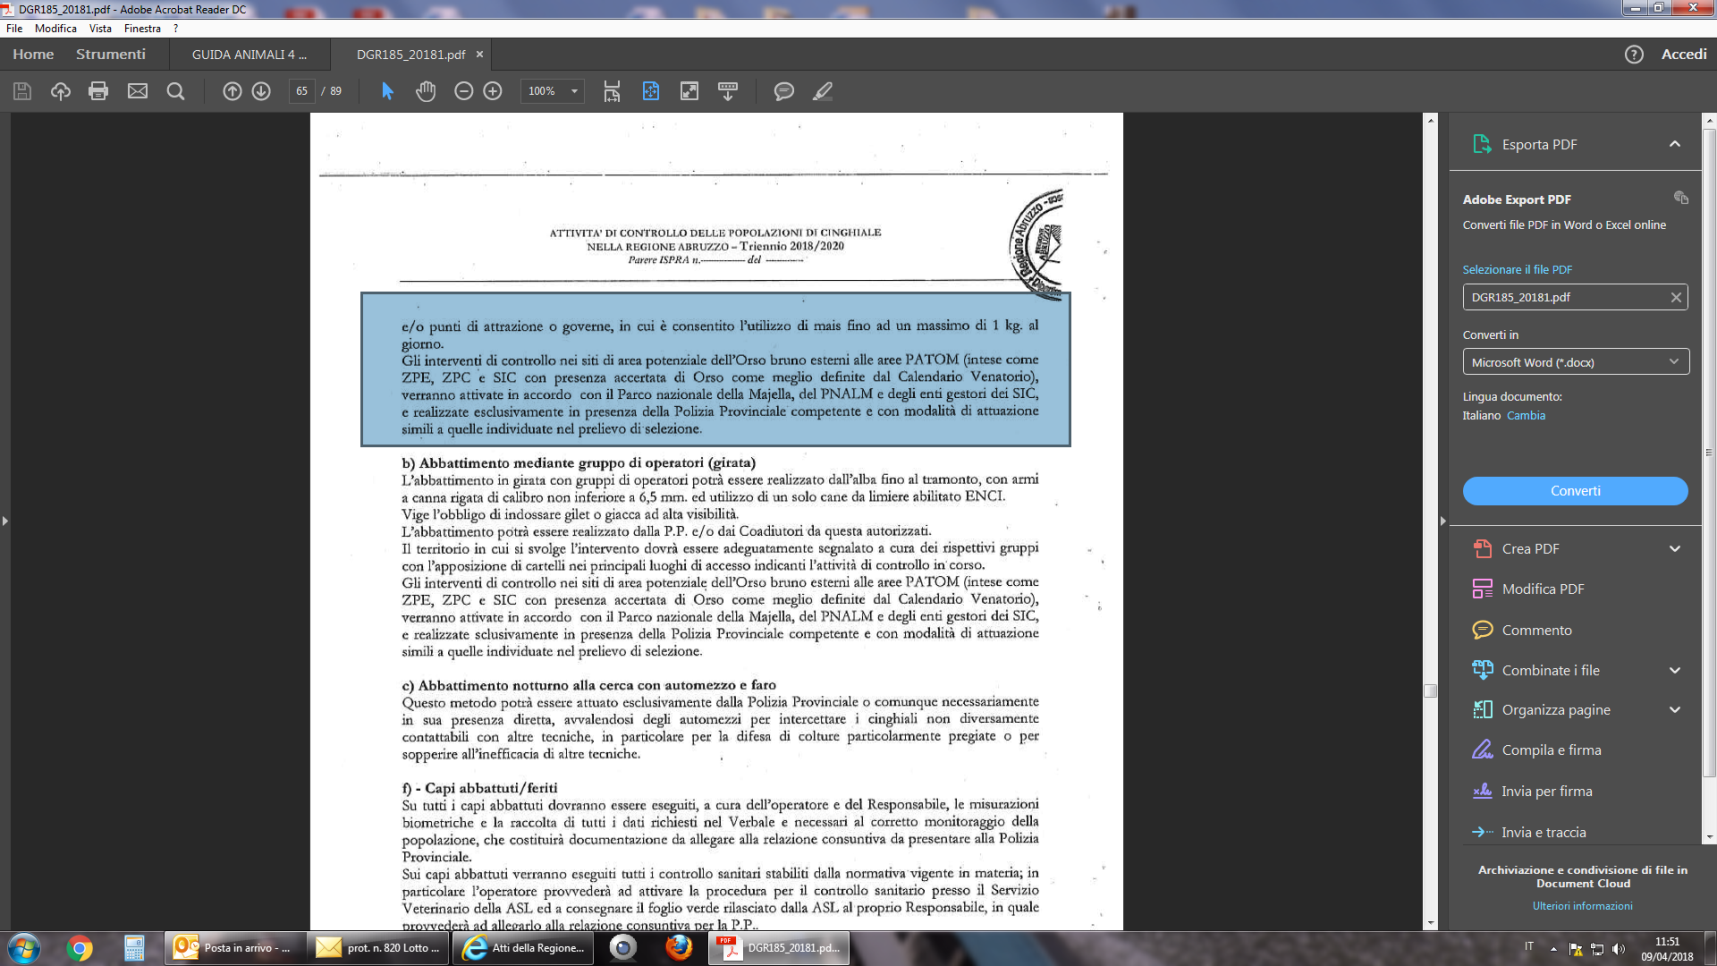 DGR185_20181.pdf - Adobe Acrobat Reader DC
File Modifica Vista Finestra ?
Home Strumenti GUIDA ANIMALI 4 ... DGR185_20181.pdf × ? Accedi
65 / 89 100%
ATTIVITA' DI CONTROLLO DELLE POPOLAZIONI DI CINGHIALE
NELLA REGIONE ABRUZZO – Triennio 2018/2020
Parere ISPRA n.--------------- del -------------
Regione Abruzzo
e/o punti di attrazione o governe, in cui è consentito l'utilizzo di mais fino ad un massimo di 1 kg. al
giorno.
Gli interventi di controllo nei siti di area potenziale dell'Orso bruno esterni alle aree PATOM (intese come
ZPE, ZPC e SIC con presenza accertata di Orso come meglio definite dal Calendario Venatorio),
verranno attivate in accordo con il Parco nazionale della Majella, del PNALM e degli enti gestori dei SIC,
e realizzate esclusivamente in presenza della Polizia Provinciale competente e con modalità di attuazione
simili a quelle individuate nel prelievo di selezione.
b) Abbattimento mediante gruppo di operatori (girata)
L'abbattimento in girata con gruppi di operatori potrà essere realizzato dall'alba fino al tramonto, con armi
a canna rigata di calibro non inferiore a 6,5 mm. ed utilizzo di un solo cane da limiere abilitato ENCI.
Vige l'obbligo di indossare gilet o giacca ad alta visibilità.
L'abbattimento potrà essere realizzato dalla P.P. e/o dai Coadiutori da questa autorizzati.
Il territorio in cui si svolge l'intervento dovrà essere adeguatamente segnalato a cura dei rispettivi gruppi
con l'apposizione di cartelli nei principali luoghi di accesso indicanti l'attività di controllo in corso.
Gli interventi di controllo nei siti di area potenziale dell'Orso bruno esterni alle aree PATOM (intese come
ZPE, ZPC e SIC con presenza accertata di Orso come meglio definite dal Calendario Venatorio),
verranno attivate in accordo con il Parco nazionale della Majella, del PNALM e degli enti gestori dei SIC,
e realizzate sclusivamente in presenza della Polizia Provinciale competente e con modalità di attuazione
simili a quelle individuate nel prelievo di selezione.
c) Abbattimento notturno alla cerca con automezzo e faro
Questo metodo potrà essere attuato esclusivamente dalla Polizia Provinciale o comunque necessariamente
in sua presenza diretta, avvalendosi degli automezzi per intercettare i cinghiali non diversamente
contattabili con altre tecniche, in particolare per la difesa di colture particolarmente pregiate o per
sopperire all'inefficacia di altre tecniche.
f) - Capi abbattuti/feriti
Su tutti i capi abbattuti dovranno essere eseguiti, a cura dell'operatore e del Responsabile, le misurazioni
biometriche e la raccolta di tutti i dati richiesti nel Verbale e necessari al corretto monitoraggio della
popolazione, che costituirà documentazione da allegare alla relazione consuntiva da presentare alla Polizia
Provinciale.
Sui capi abbattuti verranno eseguiti tutti i controllo sanitari stabiliti dalla normativa vigente in materia; in
particolare l'operatore provvederà ad attivare la procedura per il controllo sanitario presso il Servizio
Veterinario della ASL ed a consegnare il foglio verde rilasciato dalla ASL al proprio Responsabile, in quale
provvederà ad allegarlo alla relazione consuntiva per la P.P..
Esporta PDF
Adobe Export PDF
Converti file PDF in Word o Excel online
Selezionare il file PDF
DGR185_20181.pdf
Converti in
Microsoft Word (*.docx)
Lingua documento:
Italiano Cambia
Converti
Crea PDF
Modifica PDF
Commento
Combinate i file
Organizza pagine
Compila e firma
Invia per firma
Invia e traccia
Archiviazione e condivisione di file in
Document Cloud
Ulteriori informazioni
Posta in arrivo - ... prot. n. 820 Lotto ... Atti della Regione... DGR185_20181.pd... IT 11:51
09/04/2018